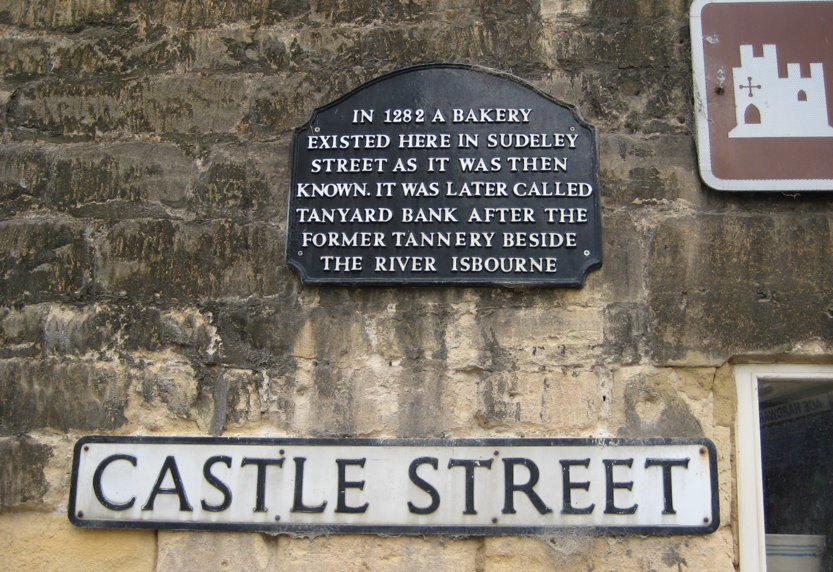 IN 1282 A BAKERY
EXISTED HERE IN SUDELEY
STREET AS IT WAS THEN
KNOWN. IT WAS LATER CALLED
TANYARD BANK AFTER THE
FORMER TANNERY BESIDE
THE RIVER ISBOURNE
CASTLE STREET